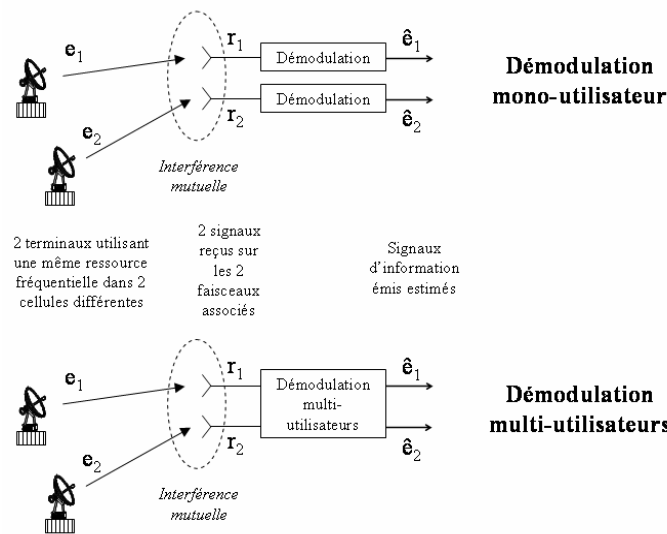 e1
r1
Démodulation
ê1
Démodulation
mono-utilisateur
e2
r2
Démodulation
ê2
Interférence
mutuelle
2 terminaux utilisant
une même ressource
fréquentielle dans 2
cellules différentes
2 signaux
reçus sur
les 2
faisceaux
associés
Signaux
d’information
émis estimés
e1
r1
Démodulation
multi-
utilisateurs
ê1
Démodulation
multi-utilisateurs
e2
r2
ê2
Interférence
mutuelle